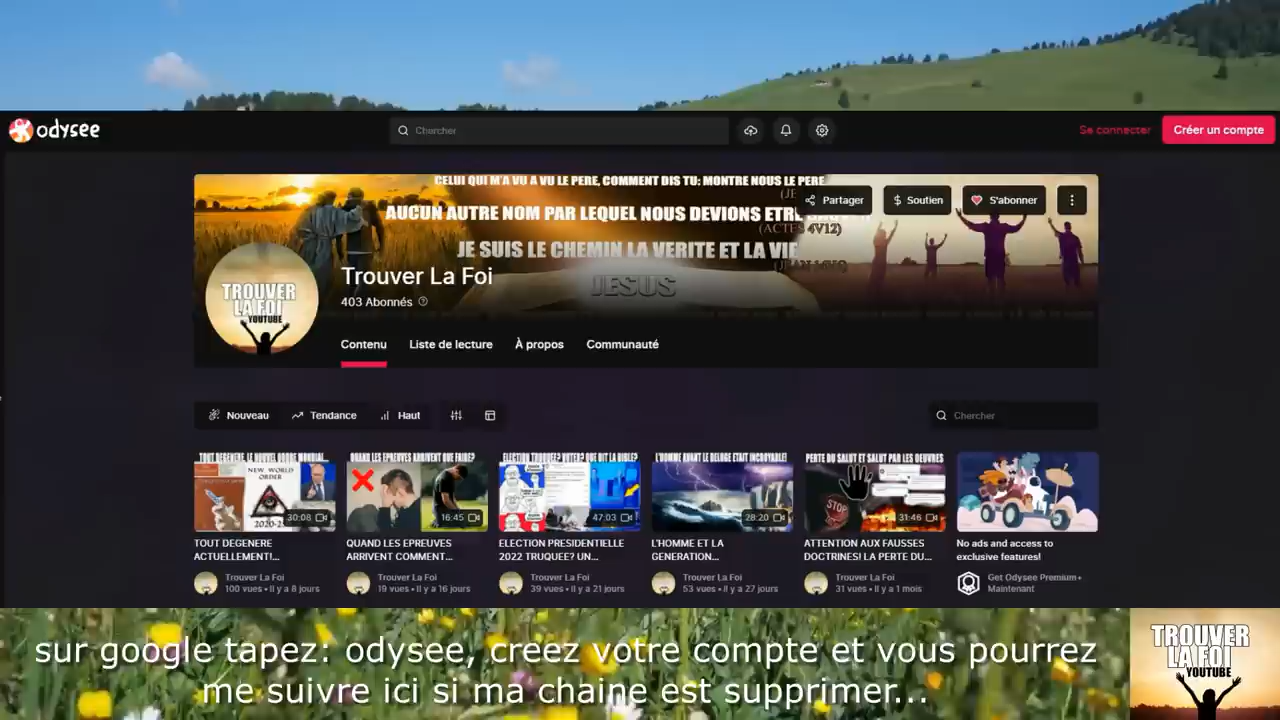 odysee
Chercher
Se connecter
Créer un compte
CELUI QUI M'A VU A VU LE PERE, COMMENT DIS TU: MONTRE NOUS LE PERE
Partager
Soutien
S'abonner
AUCUN AUTRE NOM PAR LEQUEL NOUS DEVIONS ETRE
(ACTES 4V12)
JE SUIS LE CHEMIN LA VERITE ET LA VIE
JESUS
TROUVER
LA FOI
YOUTUBE
Trouver La Foi
403 Abonnés
Contenu
Liste de lecture
À propos
Communauté
Nouveau
Tendance
Haut
Chercher
TOUT DEGENERE LE NOUVEL ORDRE MONDIAL...
NEW WORLD
ORDER
30:08
QUAND LES EPREUVES ARRIVENT QUE FAIRE?
16:45
ELECTION TROUQEE? VOTER? QUE DIT LA BIBLE?
47:03
L'HOMME AVANT LE DELUGE ETAIT INCROYABLE!
28:20
PERTE DU SALUT ET SALUT PAR LES OEUVRES
STOP
31:46
TOUT DEGENERE
ACTUELLEMENT!...
QUAND LES EPREUVES
ARRIVENT COMMENT...
ELECTION PRESIDENTIELLE
2022 TRUQUEE? UN...
L'HOMME ET LA
GENERATION...
ATTENTION AUX FAUSSES
DOCTRINES! LA PERTE DU...
No ads and access to
exclusive features!
Trouver La Foi
100 vues • Il y a 8 jours
Trouver La Foi
19 vues • Il y a 16 jours
Trouver La Foi
39 vues • Il y a 21 jours
Trouver La Foi
53 vues • Il y a 27 jours
Trouver La Foi
31 vues • Il y a 1 mois
Get Odysee Premium+
Maintenant
sur google tapez: odysee, creez votre compte et vous pourrez
me suivre ici si ma chaine est supprimer...
TROUVER
LA FOI
YOUTUBE